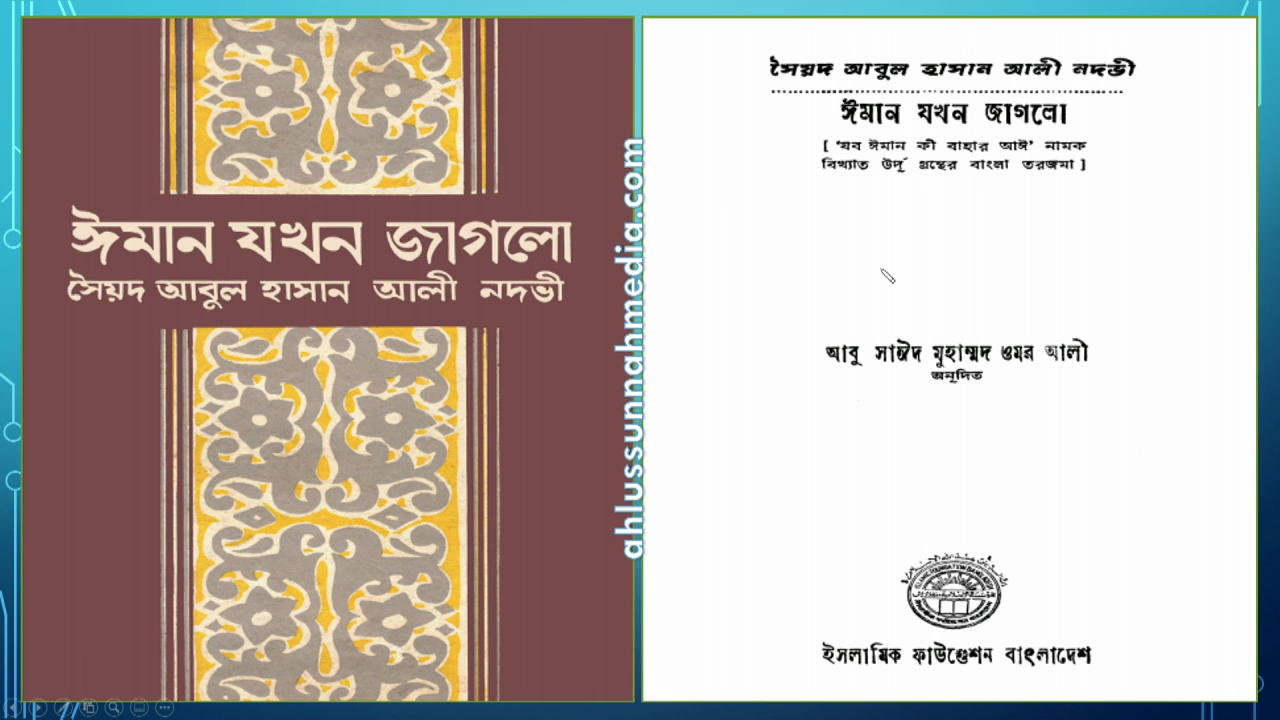 ঈমান যখন জাগলো
সৈয়দ আবুল হাসান আলী নদভী
ahlussunnahmedia.com
সৈয়দ আবুল হাসান আলী নদভী
ঈমান যখন জাগলো
[ ‘যব ঈমান কী বাহার আঈ’ নামক
বিখ্যাত উর্দূ গ্রন্থের বাংলা তরজমা ]
আবু সাঈদ মুহাম্মদ ওমর আলী
অনূদিত
ইসলামিক ফাউণ্ডেশন বাংলাদেশ